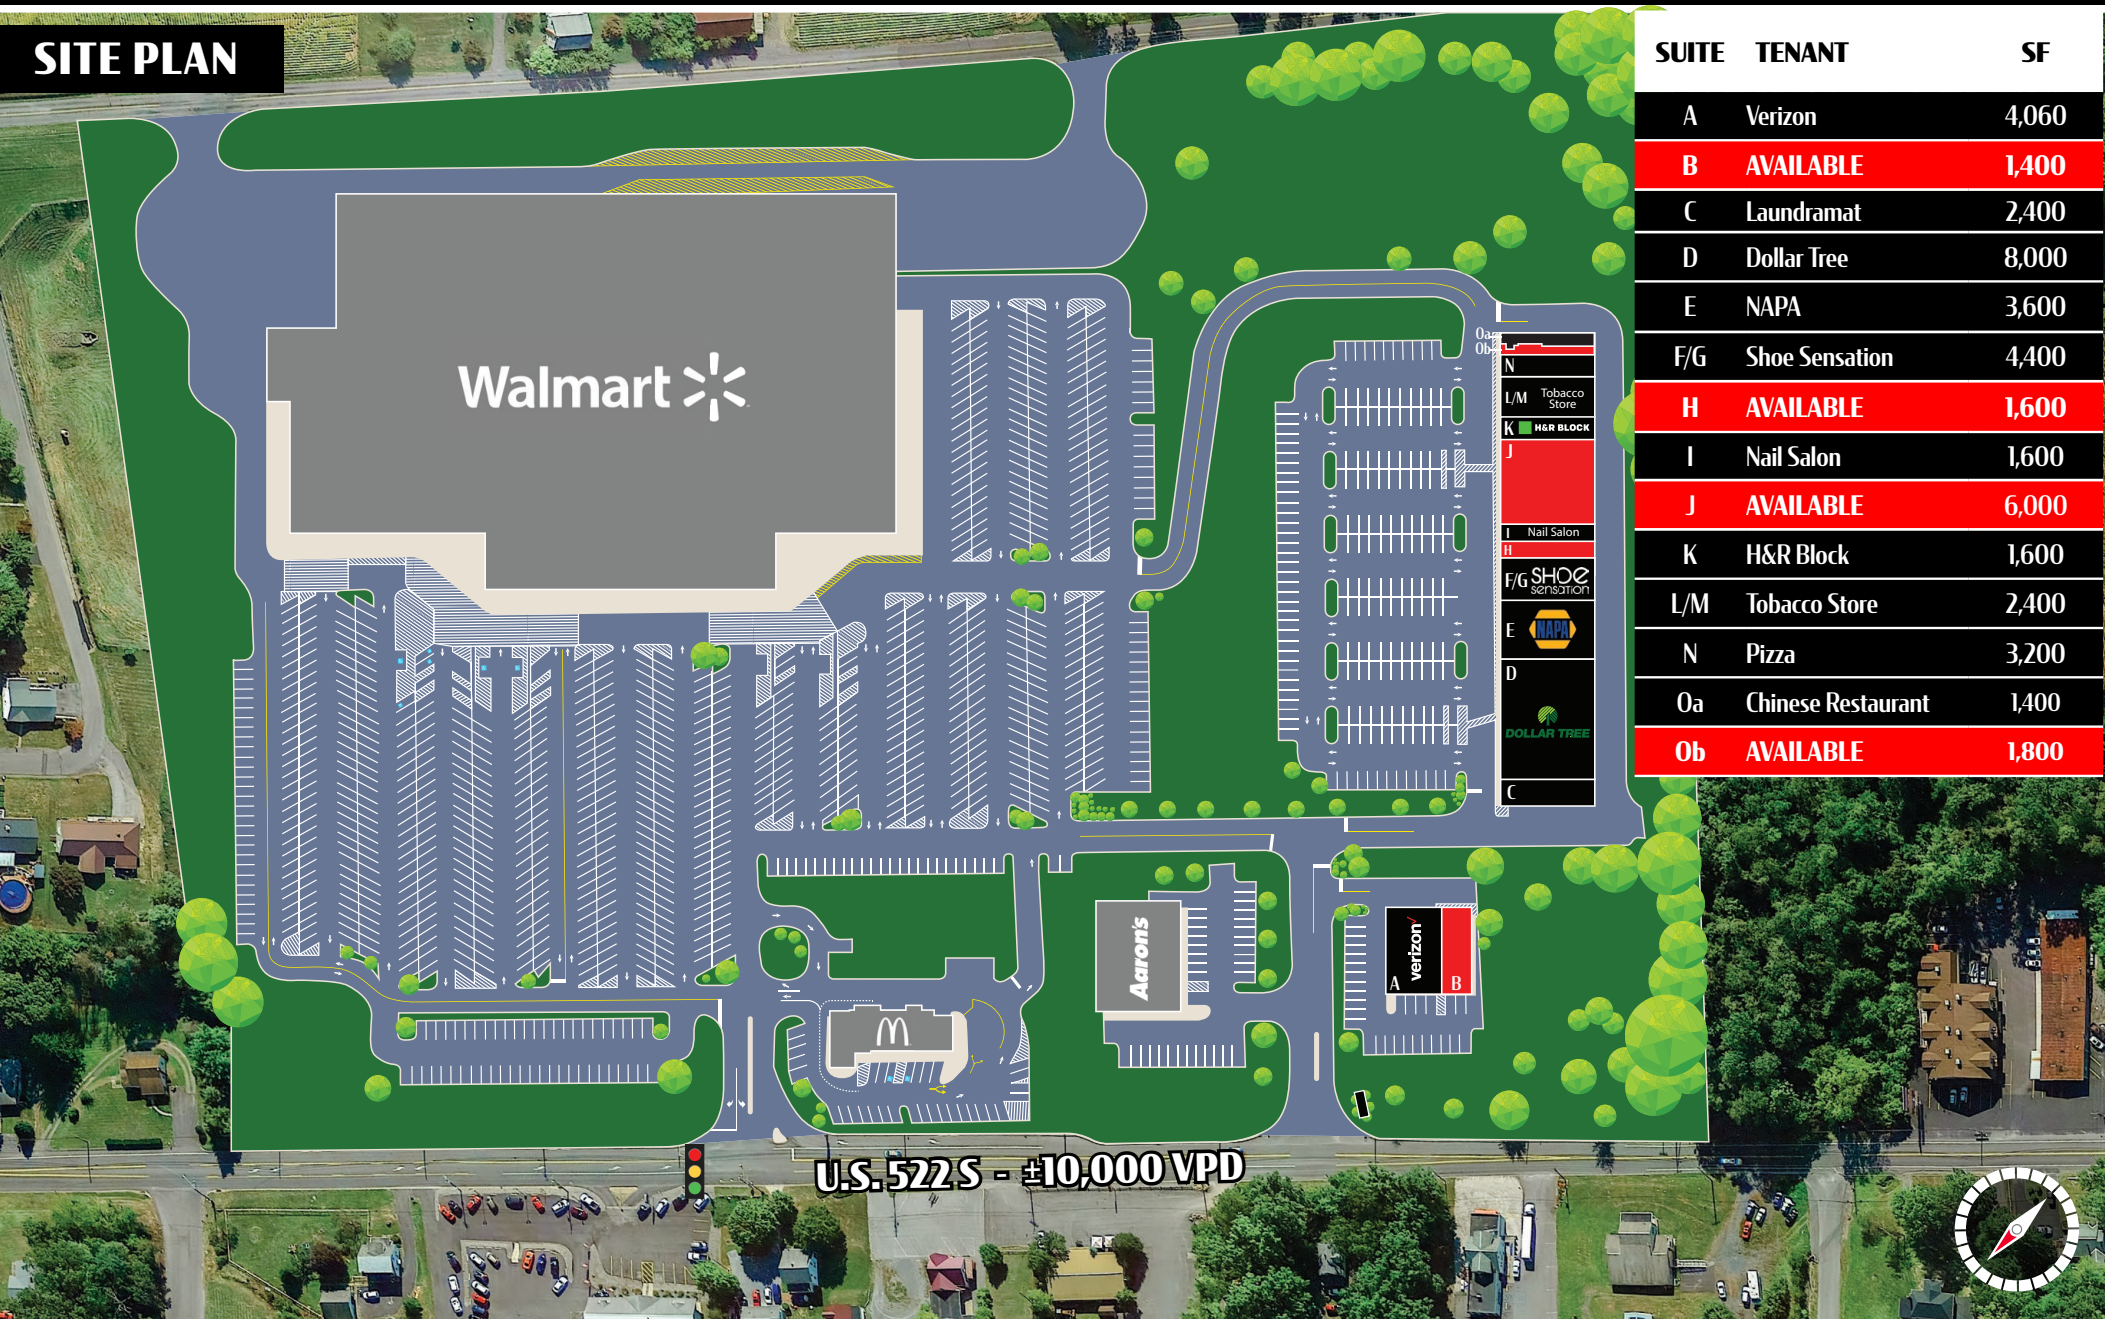 SITE PLAN
SUITE TENANT SF
A Verizon 4,060
B AVAILABLE 1,400
C Laundramat 2,400
D Dollar Tree 8,000
E NAPA 3,600
F/G Shoe Sensation 4,400
H AVAILABLE 1,600
I Nail Salon 1,600
J AVAILABLE 6,000
K H&R Block 1,600
L/M Tobacco Store 2,400
N Pizza 3,200
Oa Chinese Restaurant 1,400
Ob AVAILABLE 1,800
Walmart
Oa
Ob
N
L/M Tobacco
Store
K H&R BLOCK
J
I Nail Salon
H
F/G SHOE
sensation
E NAPA
D
DOLLAR TREE
C
Aaron's
verizon
A B
U.S. 522 S - ±10,000 VPD